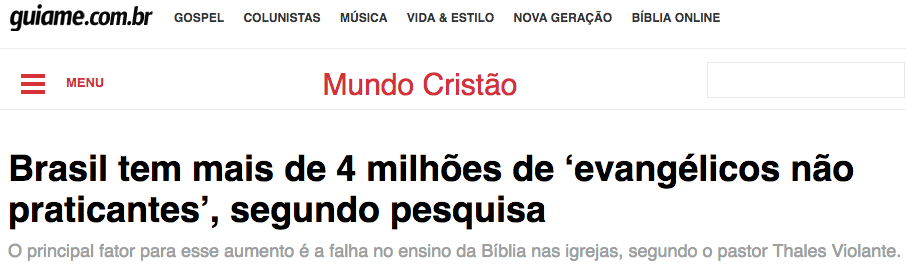 guiame.com.br GOSPEL COLUNISTAS MÚSICA VIDA & ESTILO NOVA GERAÇÃO BÍBLIA ONLINE
MENU Mundo Cristão
Brasil tem mais de 4 milhões de ‘evangélicos não
praticantes’, segundo pesquisa
O principal fator para esse aumento é a falha no ensino da Bíblia nas igrejas, segundo o pastor Thales Violante.